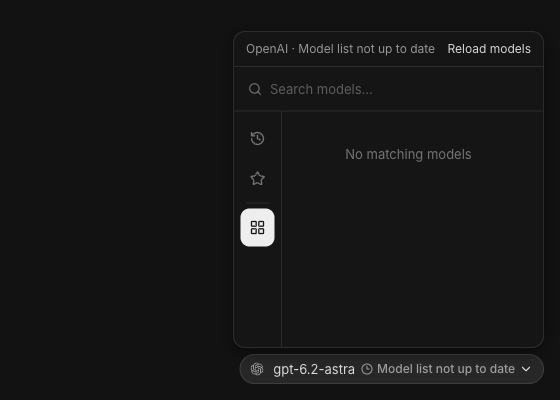 OpenAI · Model list not up to date Reload models
Search models...
No matching models
gpt-6.2-astra Model list not up to date